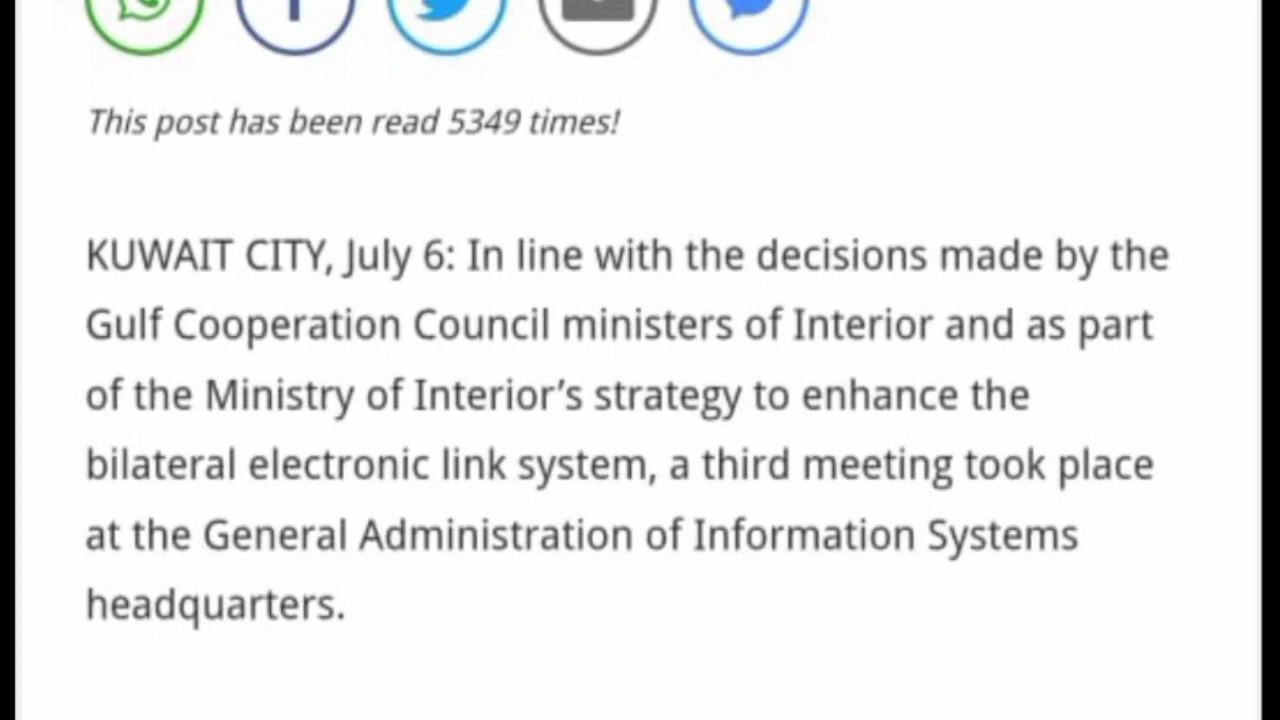 This post has been read 5349 times!
KUWAIT CITY, July 6: In line with the decisions made by the
Gulf Cooperation Council ministers of Interior and as part
of the Ministry of Interior’s strategy to enhance the
bilateral electronic link system, a third meeting took place
at the General Administration of Information Systems
headquarters.